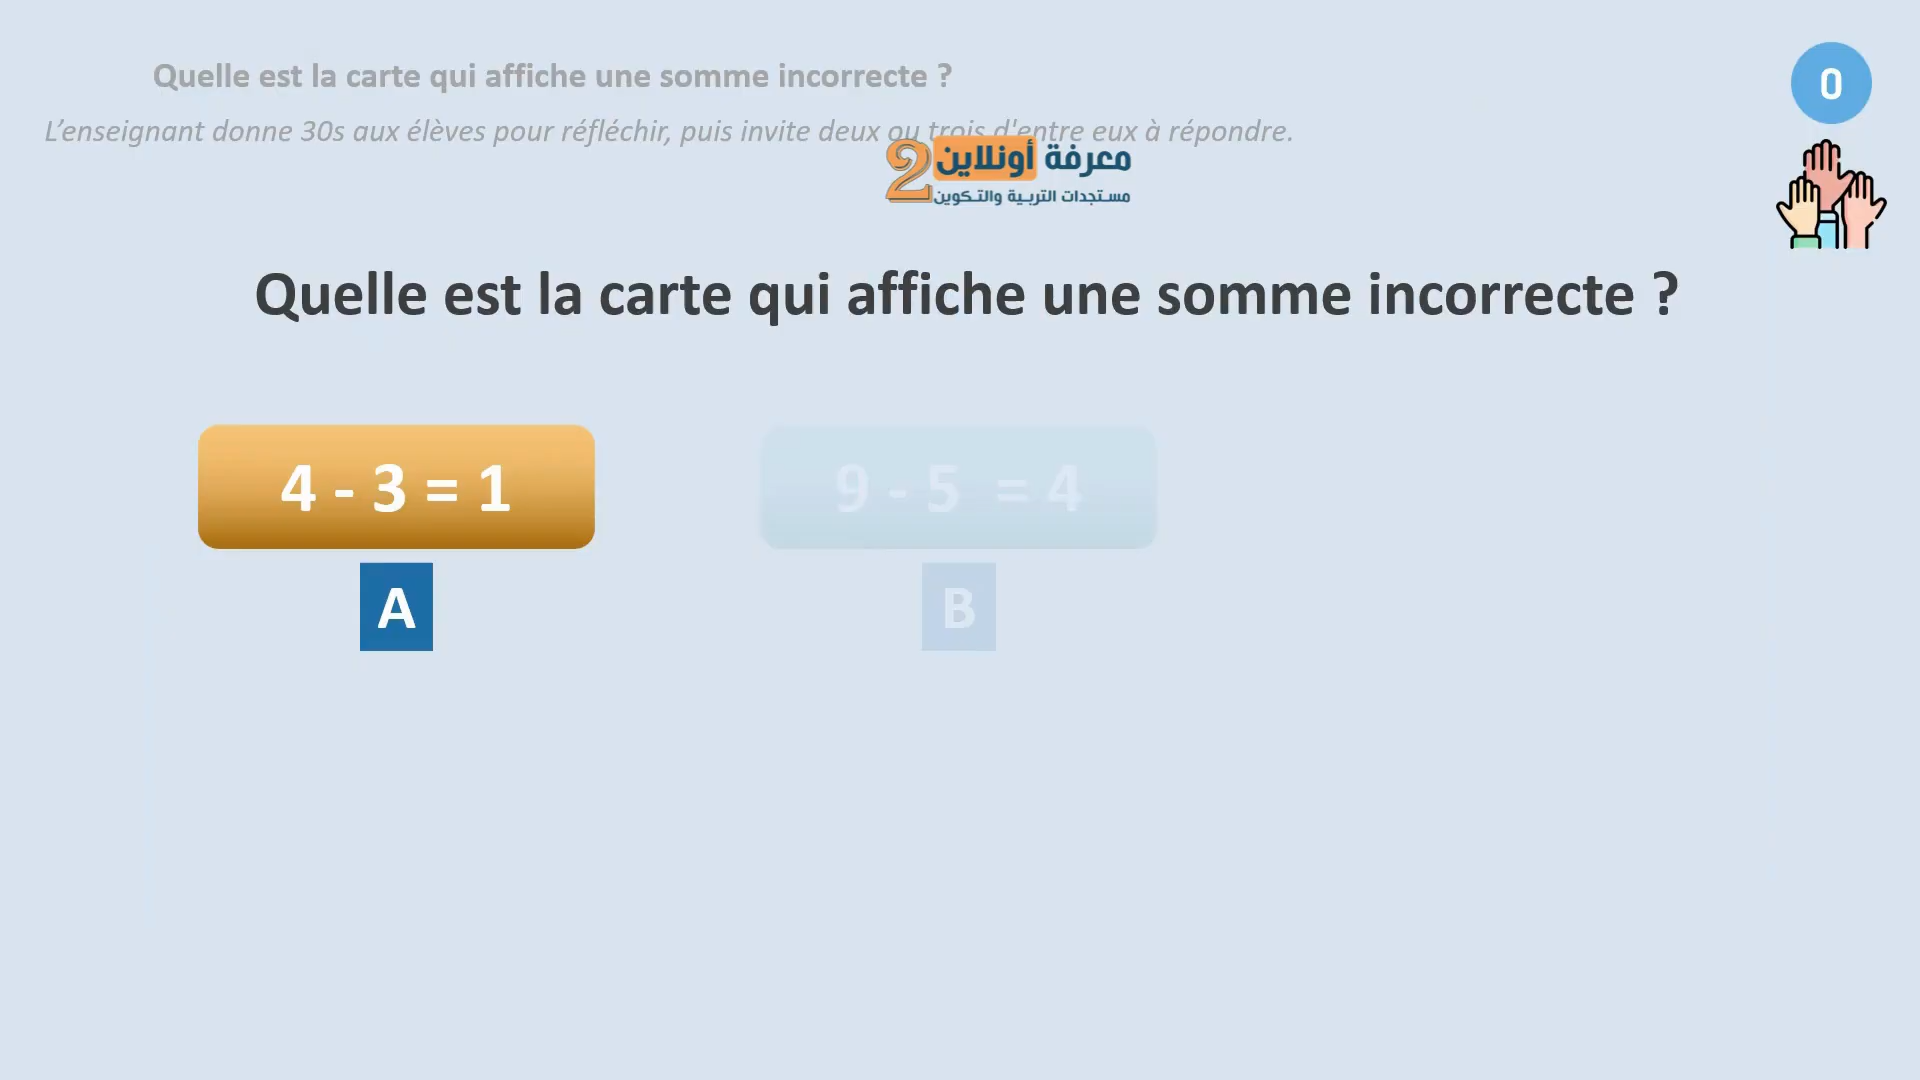 Quelle est la carte qui affiche une somme incorrecte ?
0
L’enseignant donne 30s aux élèves pour réfléchir, puis invite deux ou trois d'entre eux à répondre.
2 معرفة أونلاين
مستجدات التربية والتكوين
Quelle est la carte qui affiche une somme incorrecte ?
4 - 3 = 1
9 - 5 = 4
A
B